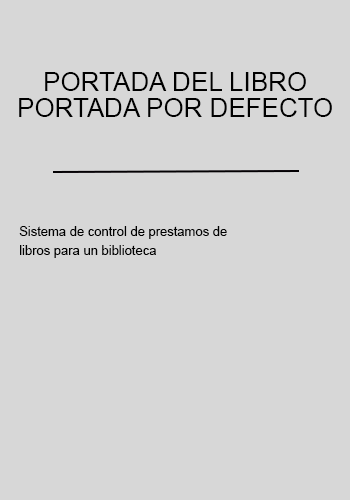 PORTADA DEL LIBRO
PORTADA POR DEFECTO
Sistema de control de prestamos de
libros para un biblioteca